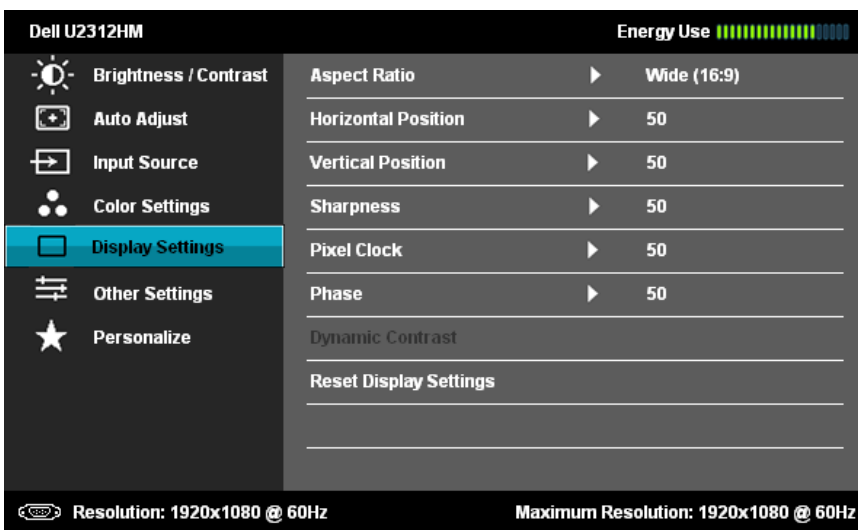 Dell U2312HM Energy Use
Brightness / Contrast
Auto Adjust
Input Source
Color Settings
Display Settings
Other Settings
Personalize
Aspect Ratio Wide (16:9)
Horizontal Position 50
Vertical Position 50
Sharpness 50
Pixel Clock 50
Phase 50
Dynamic Contrast
Reset Display Settings
Resolution: 1920x1080 @ 60Hz Maximum Resolution: 1920x1080 @ 60Hz